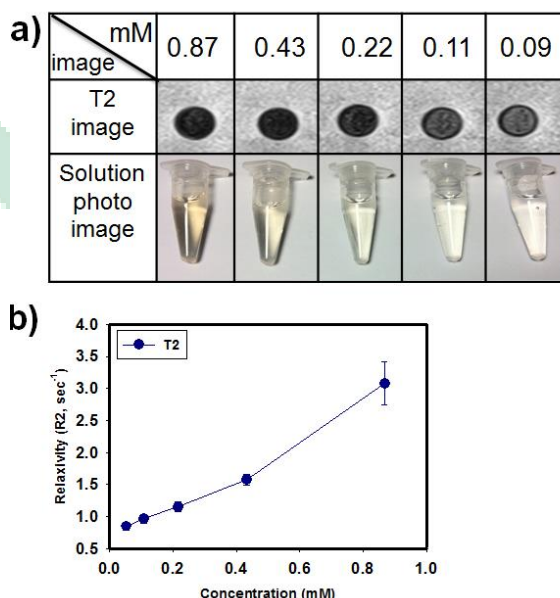 a)
mM
image
0.87
0.43
0.22
0.11
0.09
T2
image
Solution
photo
image
b)
4.0
3.5
3.0
2.5
2.0
1.5
1.0
0.5
T2
Relaxivity (R2, sec⁻¹)
0.0
0.2
0.4
0.6
0.8
1.0
Concentration (mM)